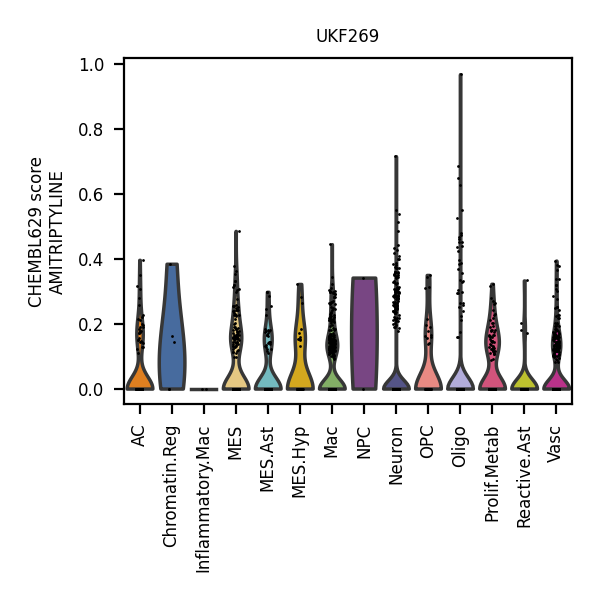 UKF269
CHEMBL629 score
AMITRIPTYLINE
1.0
0.8
0.6
0.4
0.2
0.0
AC
Chromatin.Reg
Inflammatory.Mac
MES
MES.Ast
MES.Hyp
Mac
NPC
Neuron
OPC
Oligo
Prolif.Metab
Reactive.Ast
Vasc